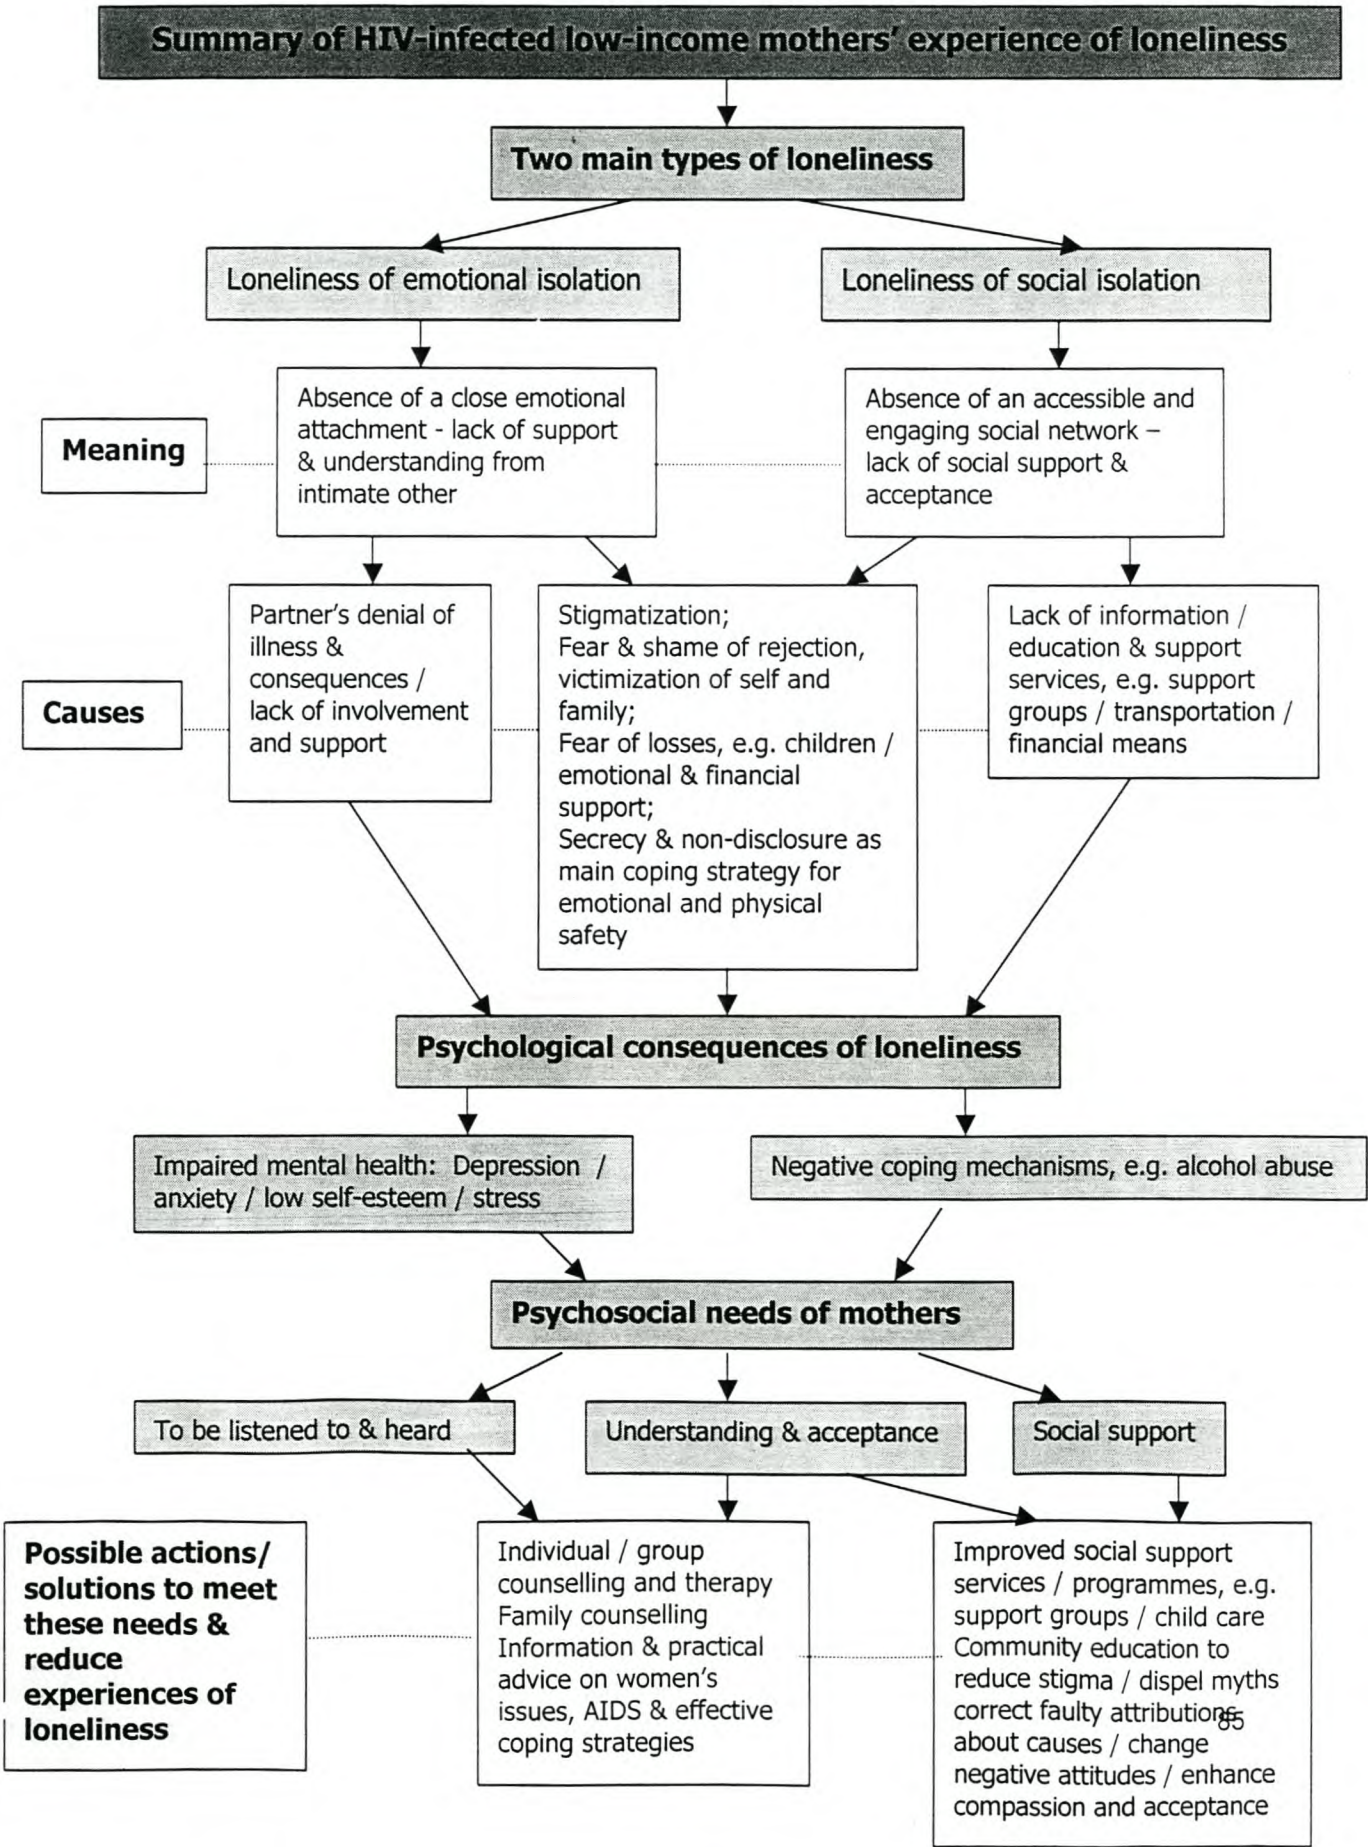 Summary of HIV-infected low-income mothers' experience of loneliness
Two main types of loneliness
Loneliness of emotional isolation
Loneliness of social isolation
Meaning
Absence of a close emotional
attachment - lack of support
& understanding from
intimate other
Absence of an accessible and
engaging social network –
lack of social support &
acceptance
Causes
Partner's denial of
illness &
consequences /
lack of involvement
and support
Stigmatization;
Fear & shame of rejection,
victimization of self and
family;
Fear of losses, e.g. children /
emotional & financial
support;
Secrecy & non-disclosure as
main coping strategy for
emotional and physical
safety
Lack of information /
education & support
services, e.g. support
groups / transportation /
financial means
Psychological consequences of loneliness
Impaired mental health: Depression /
anxiety / low self-esteem / stress
Negative coping mechanisms, e.g. alcohol abuse
Psychosocial needs of mothers
To be listened to & heard
Understanding & acceptance
Social support
Possible actions/
solutions to meet
these needs &
reduce
experiences of
loneliness
Individual / group
counselling and therapy
Family counselling
Information & practical
advice on women's
issues, AIDS & effective
coping strategies
Improved social support
services / programmes, e.g.
support groups / child care
Community education to
reduce stigma / dispel myths
correct faulty attributions
about causes / change
negative attitudes / enhance
compassion and acceptance
85